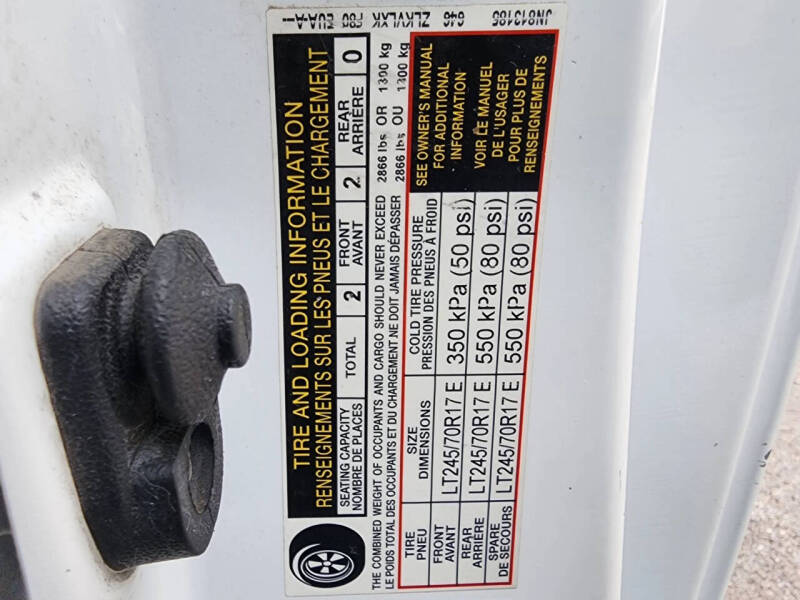 TIRE AND LOADING INFORMATION
RENSEIGNEMENTS SUR LES PNEUS ET LE CHARGEMENT
SEATING CAPACITY
NOMBRE DE PLACES
TOTAL 2
FRONT
AVANT 2
REAR
ARRIÈRE 0
THE COMBINED WEIGHT OF OCCUPANTS AND CARGO SHOULD NEVER EXCEED 2866 lbs OR 1300 kg
LE POIDS TOTAL DES OCCUPANTS ET DU CHARGEMENT NE DOIT JAMAIS DÉPASSER 2866 lbs OU 1300 kg
TIRE
PNEU
SIZE
DIMENSIONS
COLD TIRE PRESSURE
PRESSION DES PNEUS À FROID
FRONT
AVANT
LT245/70R17 E 350 kPa (50 psi)
REAR
ARRIÈRE
LT245/70R17 E 550 kPa (80 psi)
SPARE
DE SECOURS
LT245/70R17 E 550 kPa (80 psi)
SEE OWNER'S MANUAL
FOR ADDITIONAL
INFORMATION
VOIR LE MANUEL
DE L'USAGER
POUR PLUS DE
RENSEIGNEMENTS